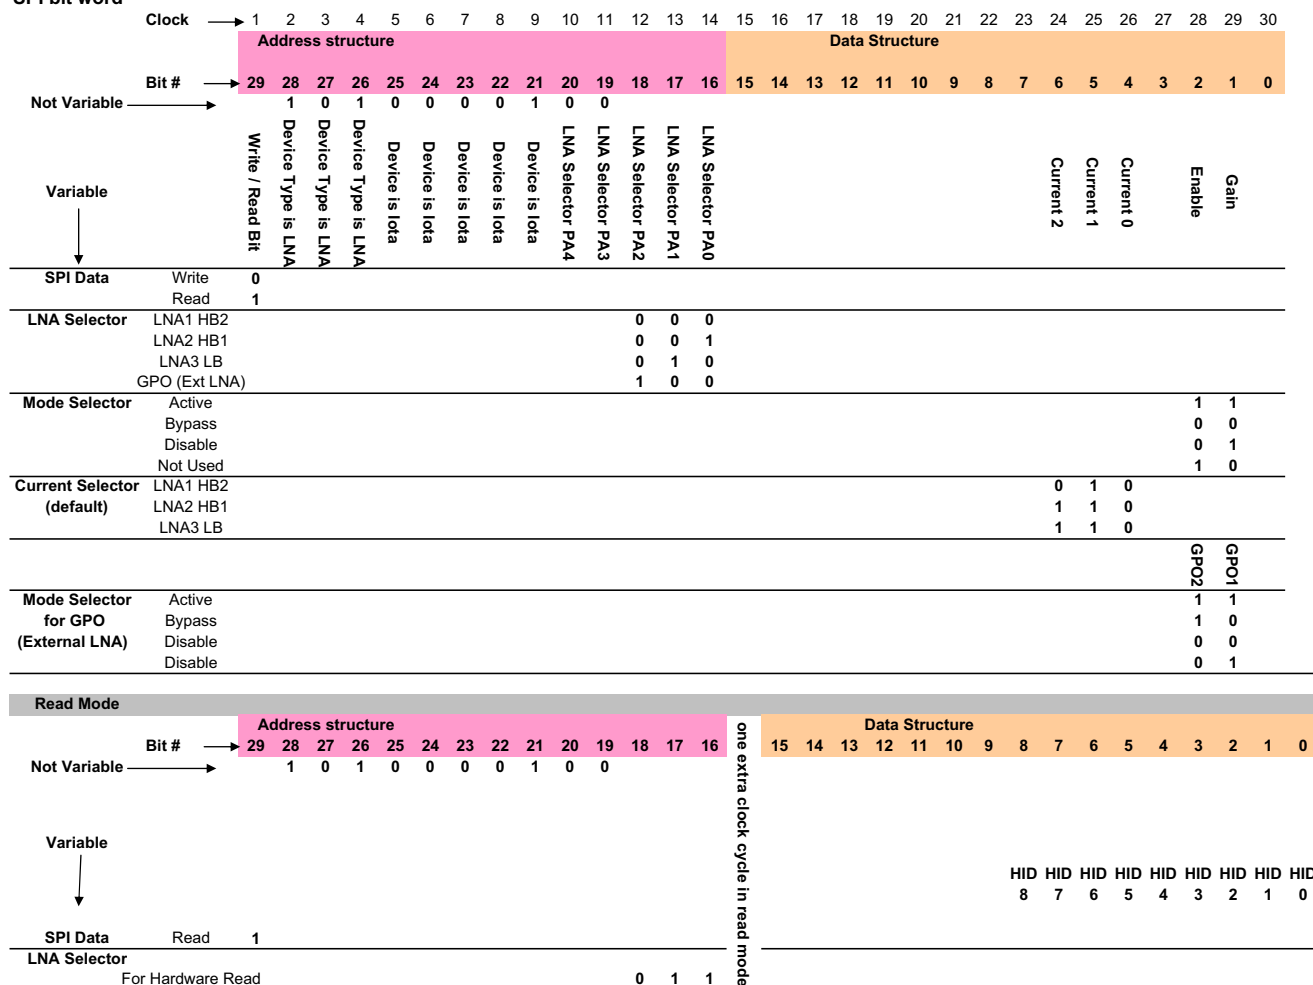 SPI bit word
Clock 1 2 3 4 5 6 7 8 9 10 11 12 13 14 15 16 17 18 19 20 21 22 23 24 25 26 27 28 29 30
Address structure Data Structure
Bit # 29 28 27 26 25 24 23 22 21 20 19 18 17 16 15 14 13 12 11 10 9 8 7 6 5 4 3 2 1 0
Not Variable 1 0 1 0 0 0 0 1 0 0
Variable
Write / Read Bit
Device Type is LNA
Device Type is LNA
Device Type is LNA
Device is Iota
Device is Iota
Device is Iota
Device is Iota
Device is Iota
LNA Selector PA4
LNA Selector PA3
LNA Selector PA2
LNA Selector PA1
LNA Selector PA0
Current 2
Current 1
Current 0
Enable
Gain
SPI Data Write 0
Read 1
LNA Selector LNA1 HB2 0 0 0
LNA2 HB1 0 0 1
LNA3 LB 0 1 0
GPO (Ext LNA) 1 0 0
Mode Selector Active 1 1
Bypass 0 0
Disable 0 1
Not Used 1 0
Current Selector LNA1 HB2 0 1 0
(default) LNA2 HB1 1 1 0
LNA3 LB 1 1 0
GPO2
GPO1
Mode Selector Active 1 1
for GPO Bypass 1 0
(External LNA) Disable 0 0
Disable 0 1
Read Mode
Address structure Data Structure
Bit # 29 28 27 26 25 24 23 22 21 20 19 18 17 16 15 14 13 12 11 10 9 8 7 6 5 4 3 2 1 0
Not Variable 1 0 1 0 0 0 0 1 0 0
one extra clock cycle in read mode
Variable
HID HID HID HID HID HID HID HID HID
8 7 6 5 4 3 2 1 0
SPI Data Read 1
LNA Selector
For Hardware Read 0 1 1